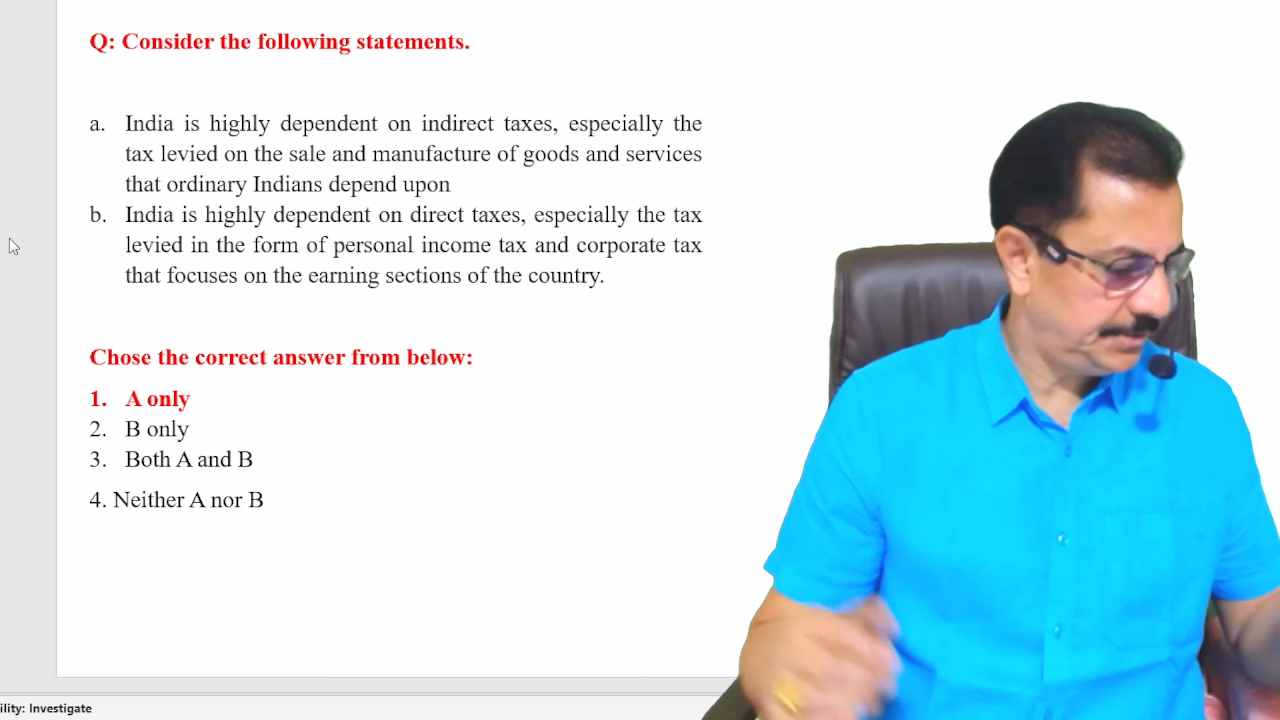 Q: Consider the following statements.
a. India is highly dependent on indirect taxes, especially the
tax levied on the sale and manufacture of goods and services
that ordinary Indians depend upon
b. India is highly dependent on direct taxes, especially the tax
levied in the form of personal income tax and corporate tax
that focuses on the earning sections of the country.
Chose the correct answer from below:
1. A only
2. B only
3. Both A and B
4. Neither A nor B
ility: Investigate